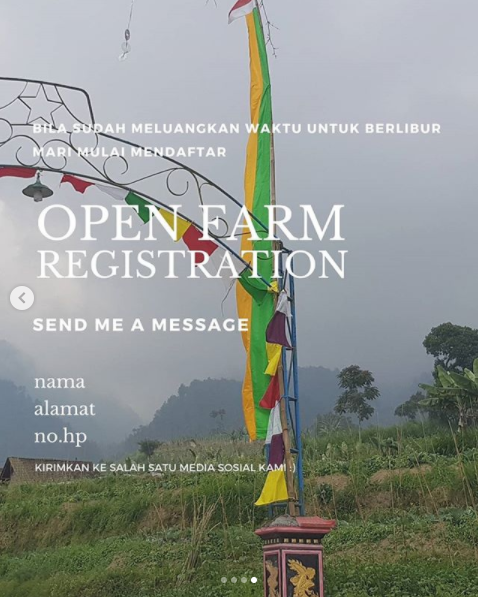 BILA SUDAH MELUANGKAN WAKTU UNTUK BERLIBUR
MARI MULAI MENDAFTAR
OPEN FARM
REGISTRATION
SEND ME A MESSAGE
nama
alamat
no.hp
KIRIMKAN KE SALAH SATU MEDIA SOSIAL KAMI :)